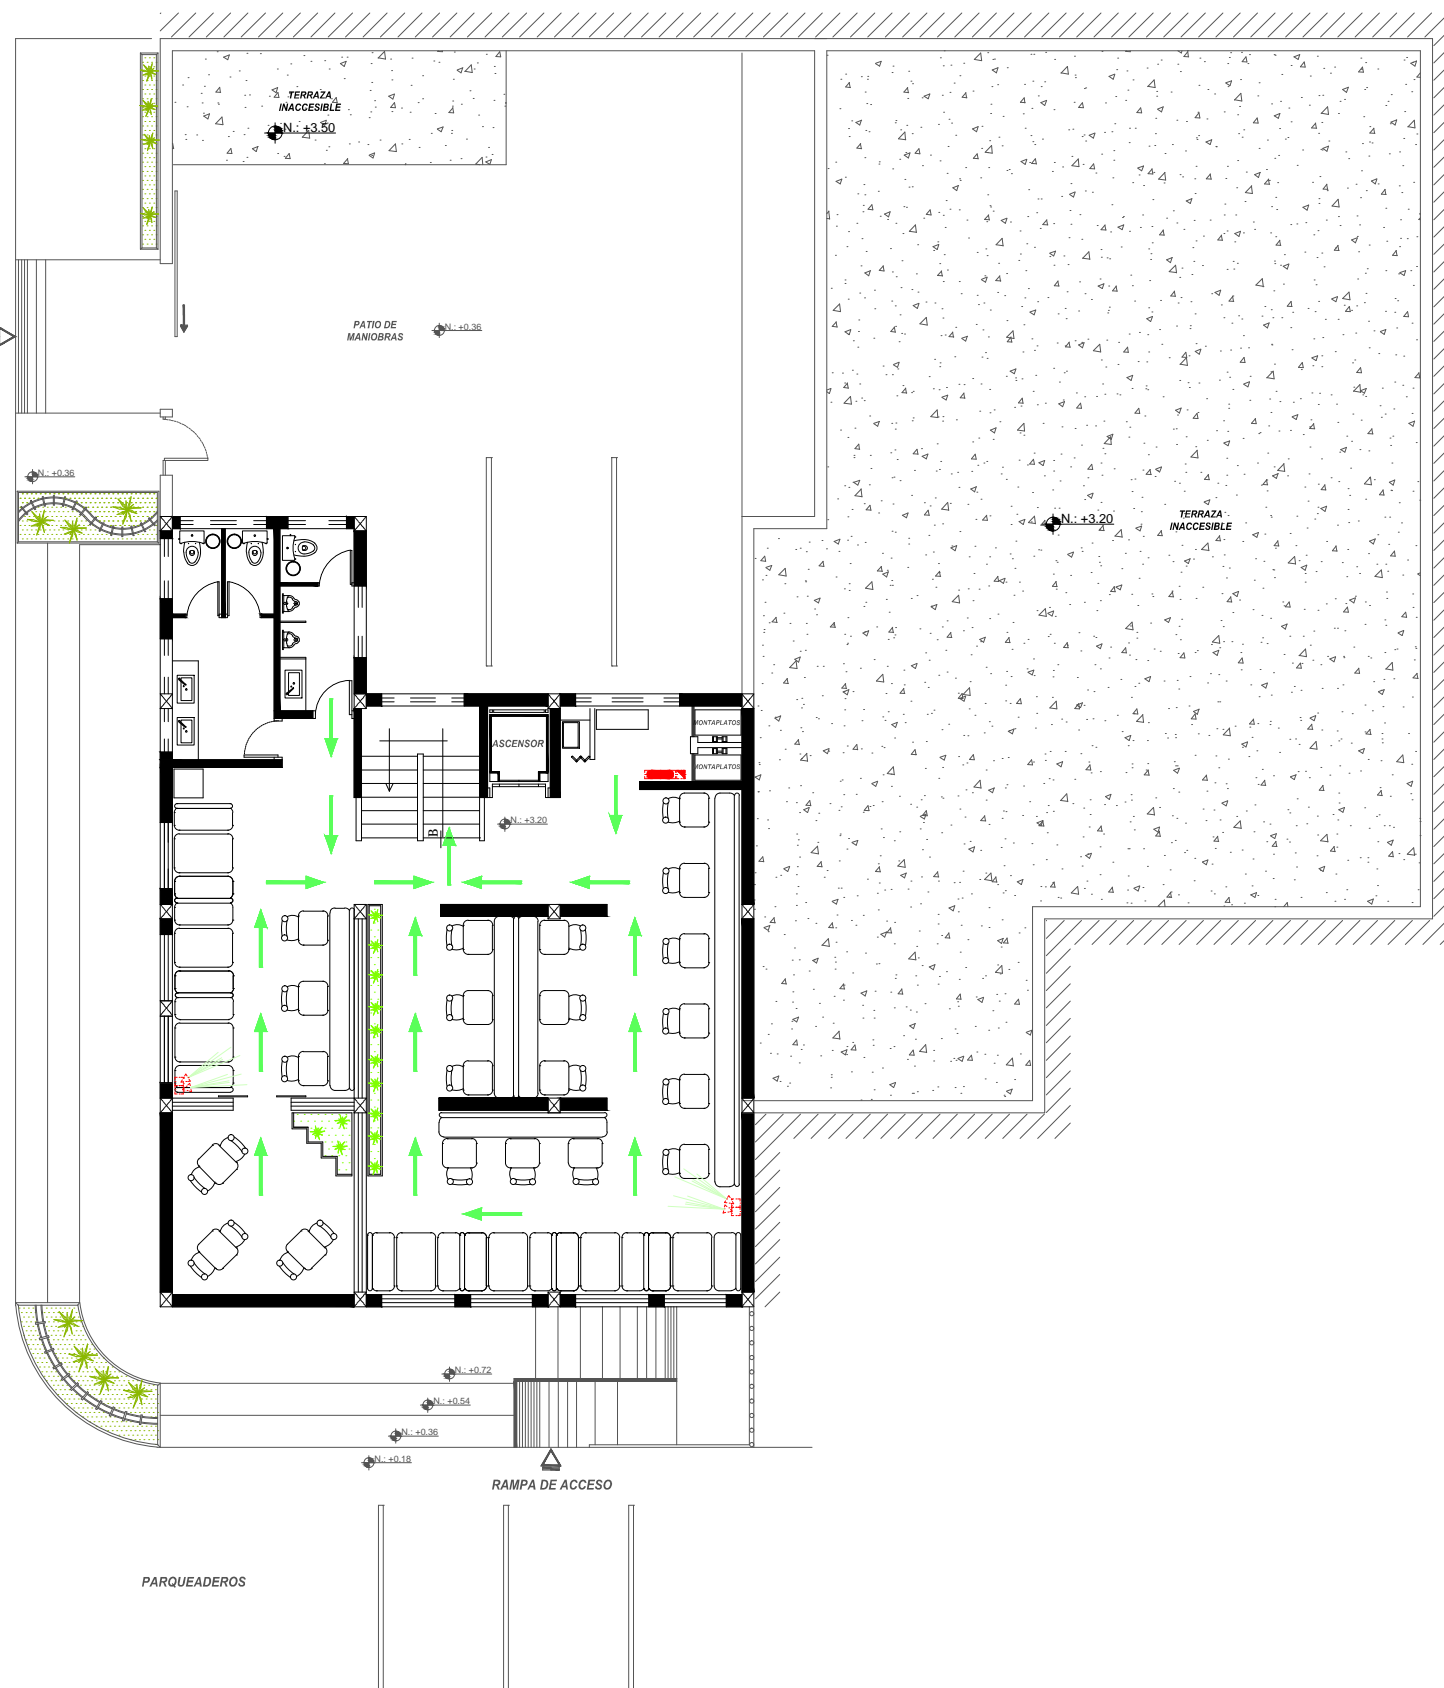 TERRAZA
INACCESIBLE
N.: +3.50
PATIO DE
MANIOBRAS
N.: +0.36
N.: +0.36
N.: +3.20
TERRAZA
INACCESIBLE
MONTAPLATOS
ASCENSOR
MONTAPLATOS
N.: +3.20
B
N.: +0.72
N.: +0.54
N.: +0.36
N.: +0.18
RAMPA DE ACCESO
PARQUEADEROS